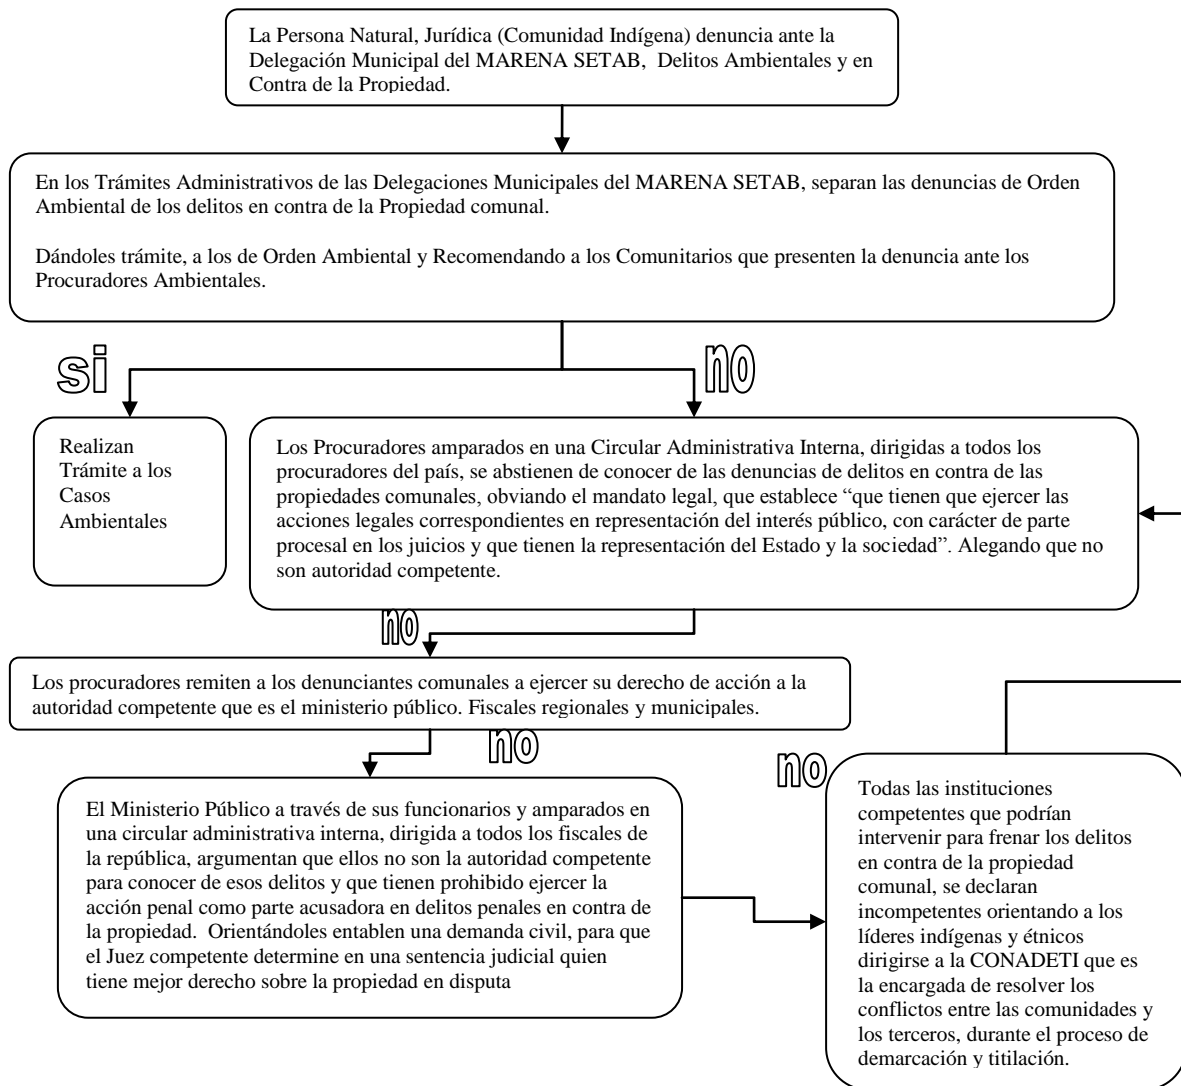 La Persona Natural, Jurídica (Comunidad Indígena) denuncia ante la
Delegación Municipal del MARENA SETAB, Delitos Ambientales y en
Contra de la Propiedad.
En los Trámites Administrativos de las Delegaciones Municipales del MARENA SETAB, separan las denuncias de Orden
Ambiental de los delitos en contra de la Propiedad comunal.
Dándoles trámite, a los de Orden Ambiental y Recomendando a los Comunitarios que presenten la denuncia ante los
Procuradores Ambientales.
si
no
Realizan
Trámite a los
Casos
Ambientales
Los Procuradores amparados en una Circular Administrativa Interna, dirigidas a todos los
procuradores del país, se abstienen de conocer de las denuncias de delitos en contra de las
propiedades comunales, obviando el mandato legal, que establece “que tienen que ejercer las
acciones legales correspondientes en representación del interés público, con carácter de parte
procesal en los juicios y que tienen la representación del Estado y la sociedad”. Alegando que no
son autoridad competente.
no
Los procuradores remiten a los denunciantes comunales a ejercer su derecho de acción a la
autoridad competente que es el ministerio público. Fiscales regionales y municipales.
no
El Ministerio Público a través de sus funcionarios y amparados en
una circular administrativa interna, dirigida a todos los fiscales de
la república, argumentan que ellos no son la autoridad competente
para conocer de esos delitos y que tienen prohibido ejercer la
acción penal como parte acusadora en delitos penales en contra de
la propiedad. Orientándoles entablen una demanda civil, para que
el Juez competente determine en una sentencia judicial quien
tiene mejor derecho sobre la propiedad en disputa
no
Todas las instituciones
competentes que podrían
intervenir para frenar los delitos
en contra de la propiedad
comunal, se declaran
incompetentes orientando a los
líderes indígenas y étnicos
dirigirse a la CONADETI que es
la encargada de resolver los
conflictos entre las comunidades y
los terceros, durante el proceso de
demarcación y titilación.